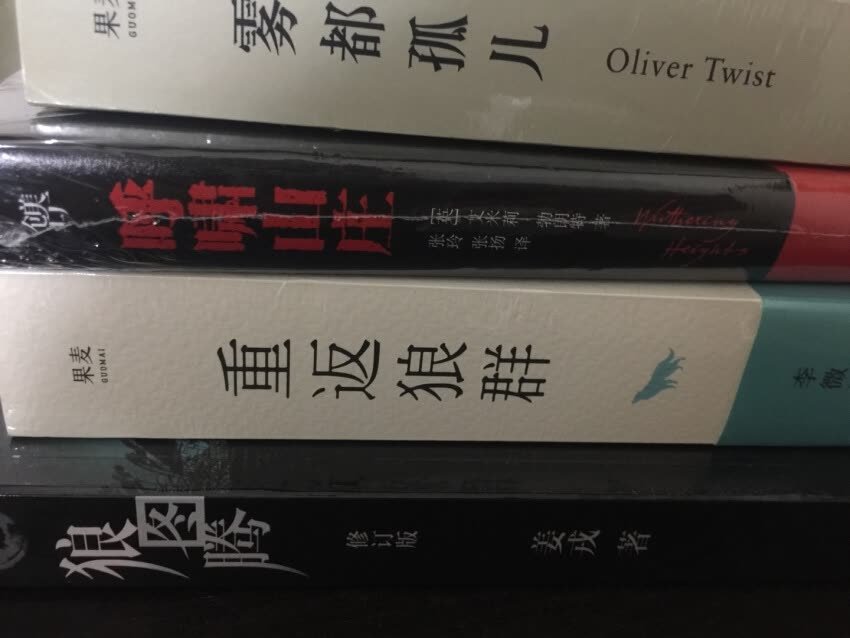 果麦
GUOMAI
雾都孤儿
Oliver Twist
呼啸山庄
[英]艾米莉·勃朗特 著
张玲 张扬 译
Wuthering
Heights
果麦
GUOMAI
重返狼群
李微
狼图腾
修订版
姜戎 著